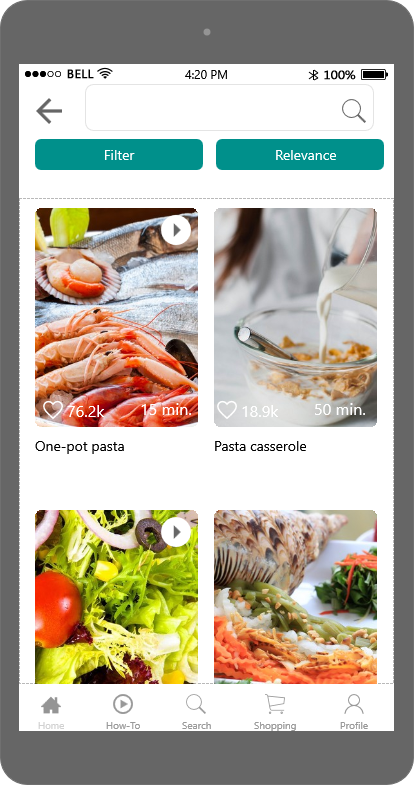 BELL 4:20 PM 100%
Filter Relevance
76.2k 15 min. 18.9k 50 min.
One-pot pasta Pasta casserole
Home How-To Search Shopping Profile